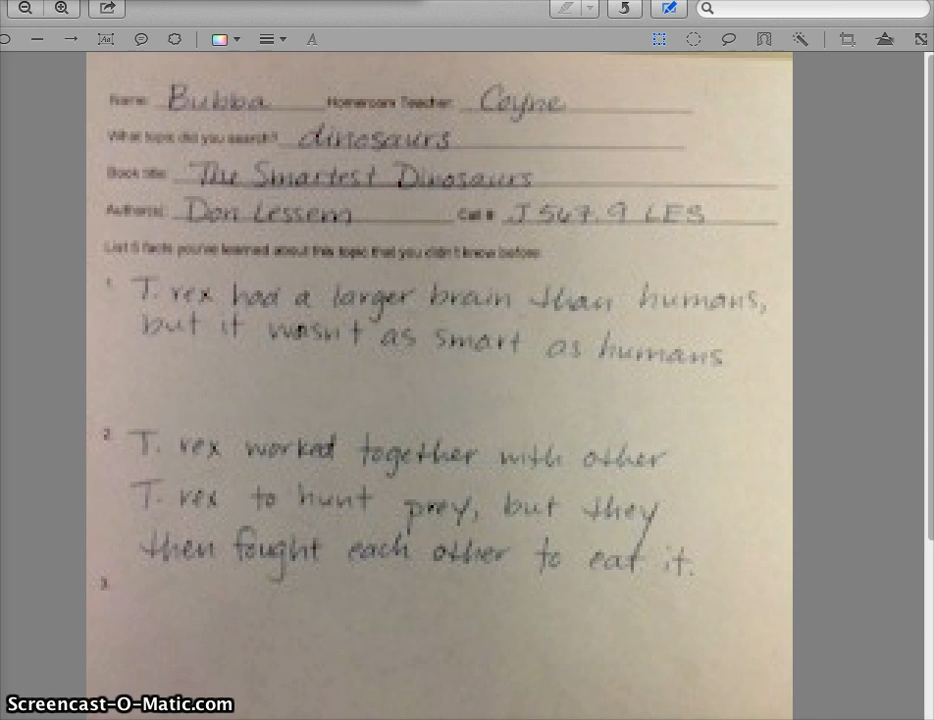 Name: Bubba Homeroom Teacher: Coyne
What topic did you search? dinosaurs
Book title: The Smartest Dinosaurs
Author(s): Don Lessem Call # J 567.9 LES
List 5 facts you've learned about this topic that you didn't know before:
1. T. rex had a larger brain than humans,
but it wasn't as smart as humans
2. T. rex worked together with other
T. rex to hunt prey, but they
then fought each other to eat it.
3.
Screencast-O-Matic.com